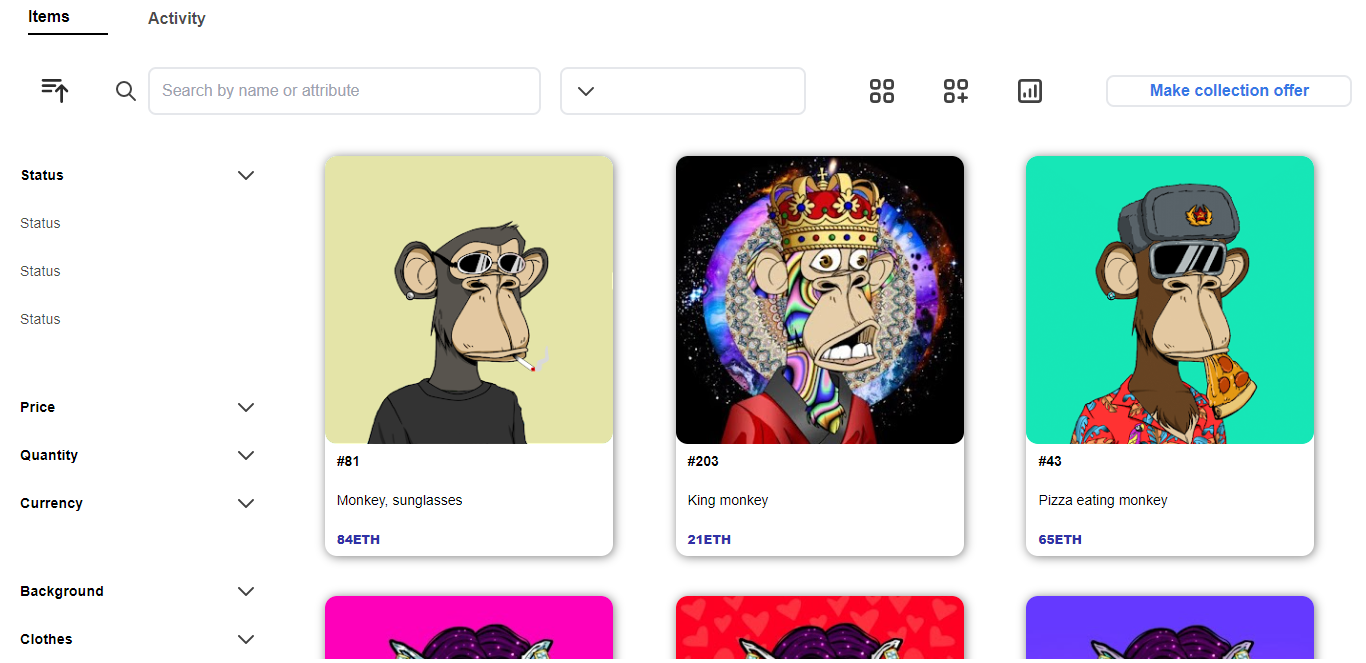 Items
Activity
Search by name or attribute
Make collection offer
Status
Status
Status
Status
Price
Quantity
Currency
Background
Clothes
#81
Monkey, sunglasses
84ETH
#203
King monkey
21ETH
#43
Pizza eating monkey
65ETH